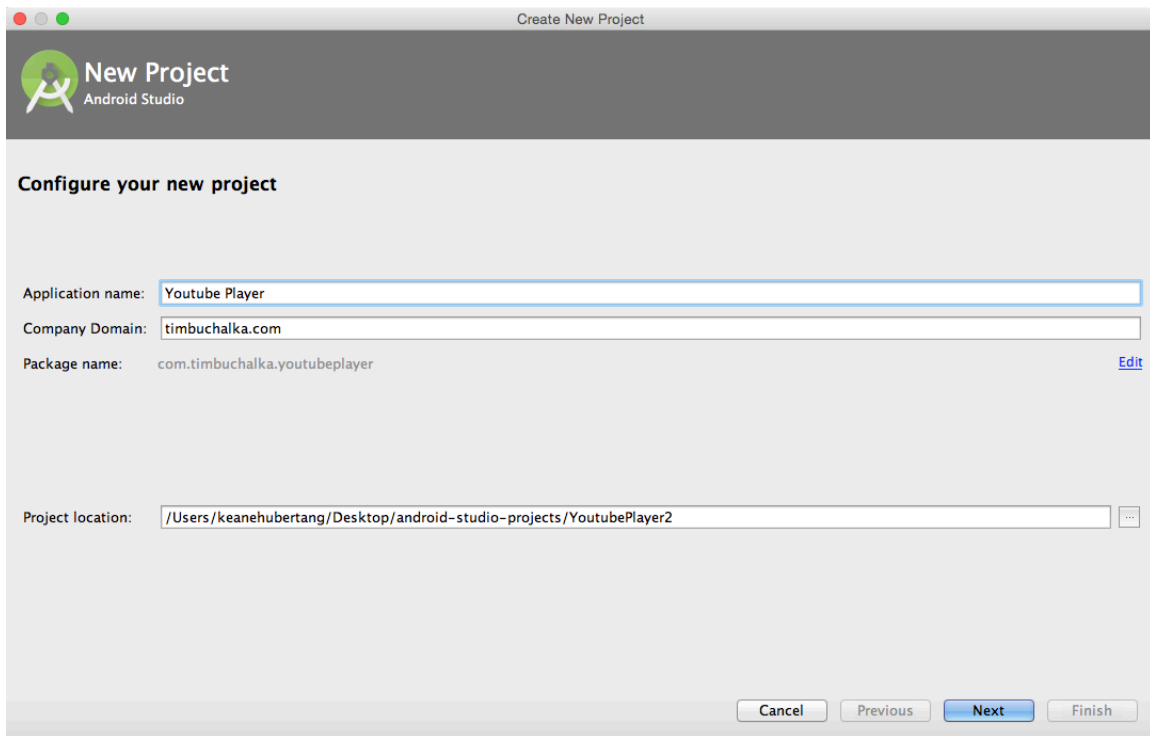 Create New Project
New Project
Android Studio
Configure your new project
Application name: Youtube Player
Company Domain: timbuchalka.com
Package name: com.timbuchalka.youtubeplayer Edit
Project location: /Users/keanehubertang/Desktop/android-studio-projects/YoutubePlayer2 ...
Cancel Previous Next Finish